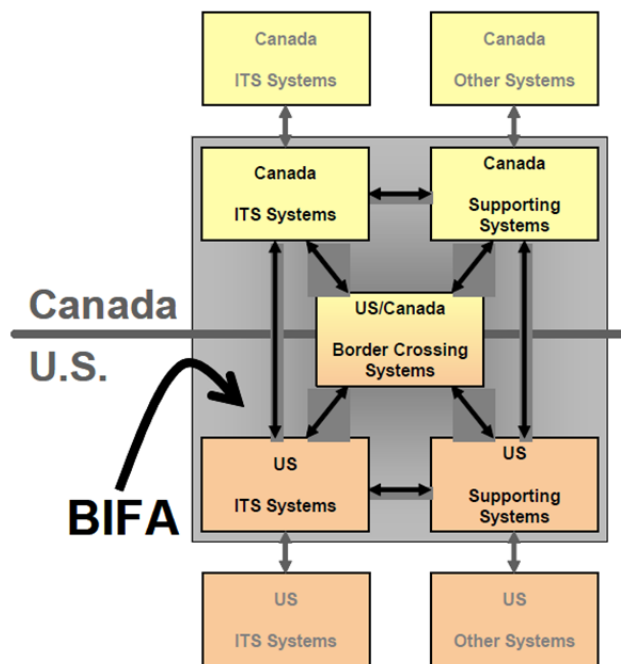 Canada
ITS Systems
Canada
Other Systems
Canada
ITS Systems
Canada
Supporting
Systems
Canada
U.S.
US/Canada
Border Crossing
Systems
BIFA
US
ITS Systems
US
Supporting
Systems
US
ITS Systems
US
Other Systems